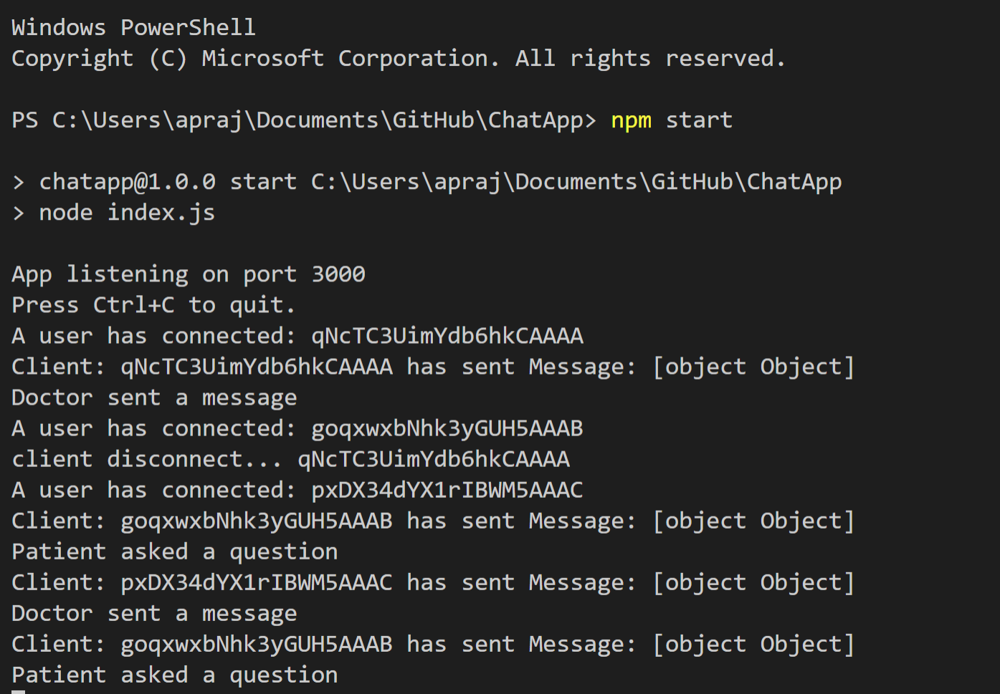 Windows PowerShell
Copyright (C) Microsoft Corporation. All rights reserved.
PS C:\Users\apraj\Documents\GitHub\ChatApp> npm start
> chatapp@1.0.0 start C:\Users\apraj\Documents\GitHub\ChatApp
> node index.js
App listening on port 3000
Press Ctrl+C to quit.
A user has connected: qNcTC3UimYdb6hkCAAAA
Client: qNcTC3UimYdb6hkCAAAA has sent Message: [object Object]
Doctor sent a message
A user has connected: goqxwxbNhk3yGUH5AAAB
client disconnect... qNcTC3UimYdb6hkCAAAA
A user has connected: pxDX34dYX1rIBWM5AAAC
Client: goqxwxbNhk3yGUH5AAAB has sent Message: [object Object]
Patient asked a question
Client: pxDX34dYX1rIBWM5AAAC has sent Message: [object Object]
Doctor sent a message
Client: goqxwxbNhk3yGUH5AAAB has sent Message: [object Object]
Patient asked a question